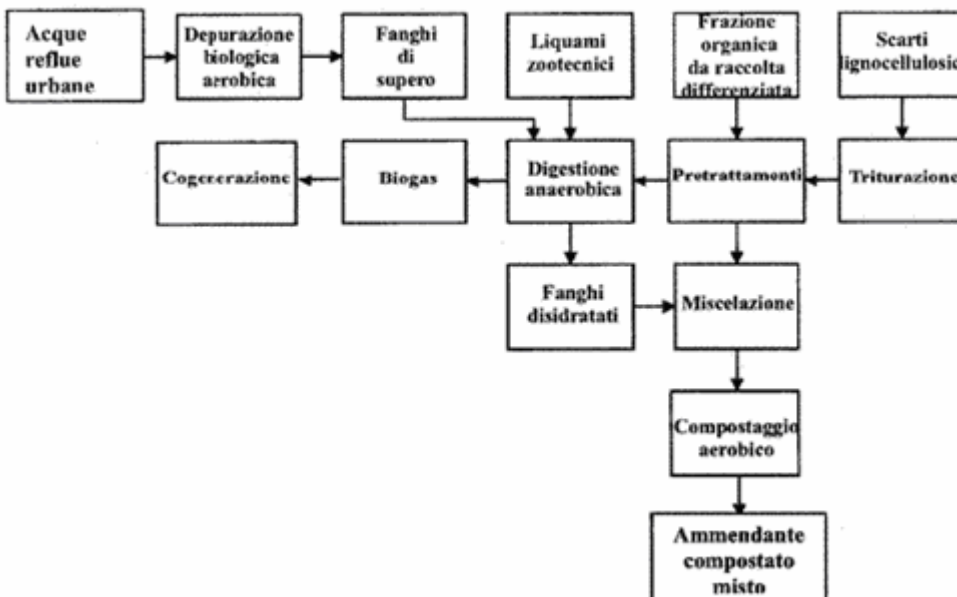 Acque
reflue
urbane
Depurazione
biologica
aerobica
Fanghi
di
supero
Liquami
zootecnici
Frazione
organica
da raccolta
differenziata
Scarti
lignocellulosic
Cogenerazione
Biogas
Digestione
anaerobica
Pretrattamenti
Triturazione
Fanghi
disidratati
Miscelazione
Compostaggio
aerobico
Ammendante
compostato
misto